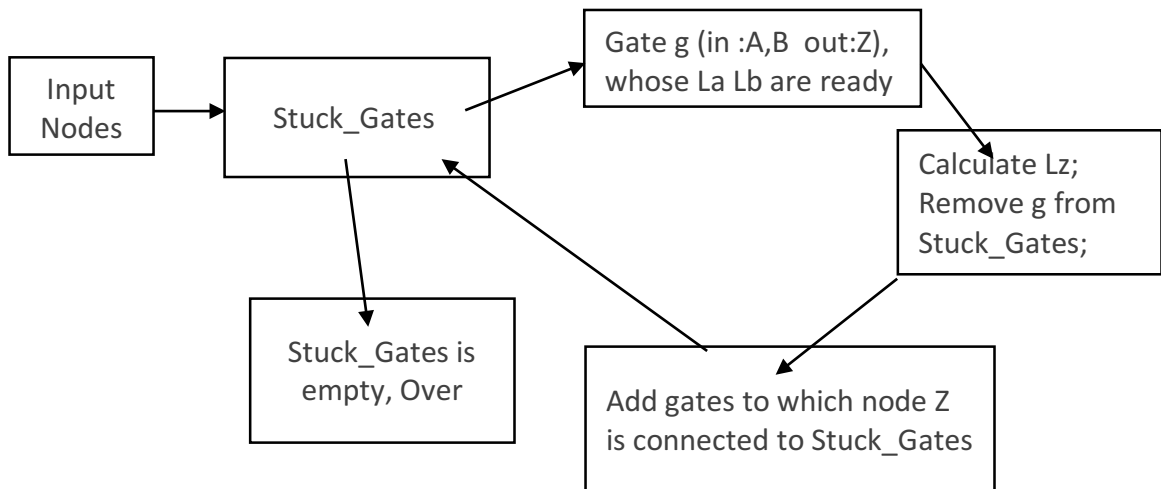 Input
Nodes
Stuck_Gates
Gate g (in :A,B out:Z),
whose La Lb are ready
Calculate Lz;
Remove g from
Stuck_Gates;
Add gates to which node Z
is connected to Stuck_Gates
Stuck_Gates is
empty, Over